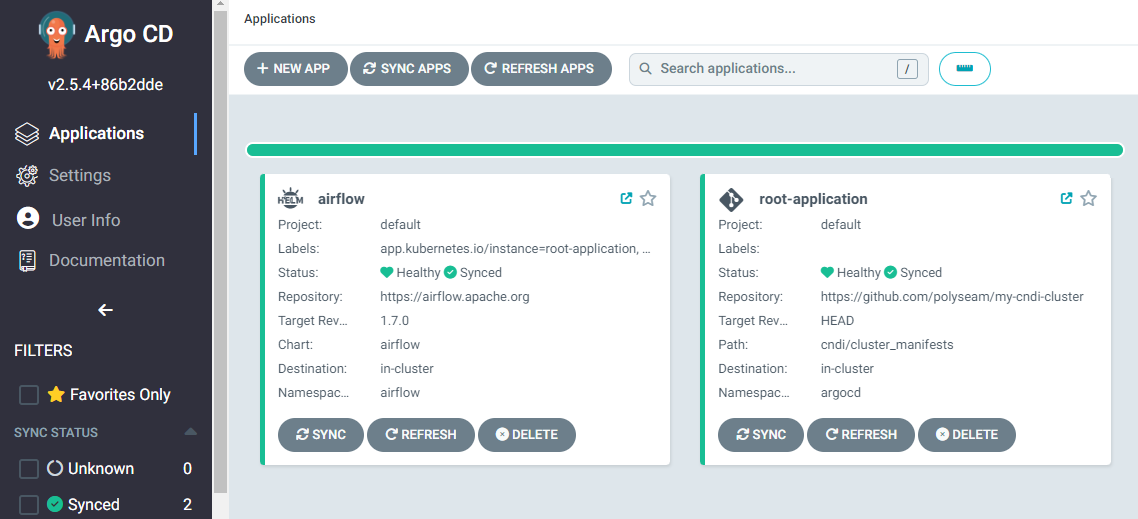 Argo CD
v2.5.4+86b2dde
Applications
Settings
User Info
Documentation
FILTERS
Favorites Only
SYNC STATUS
Unknown 0
Synced 2
Applications
NEW APP SYNC APPS REFRESH APPS Search applications... /
HELM airflow
Project: default
Labels: app.kubernetes.io/instance=root-application, ...
Status: Healthy Synced
Repository: https://airflow.apache.org
Target Rev... 1.7.0
Chart: airflow
Destination: in-cluster
Namespac... airflow
SYNC REFRESH DELETE
root-application
Project: default
Labels:
Status: Healthy Synced
Repository: https://github.com/polyseam/my-cndi-cluster
Target Rev... HEAD
Path: cndi/cluster_manifests
Destination: in-cluster
Namespac... argocd
SYNC REFRESH DELETE